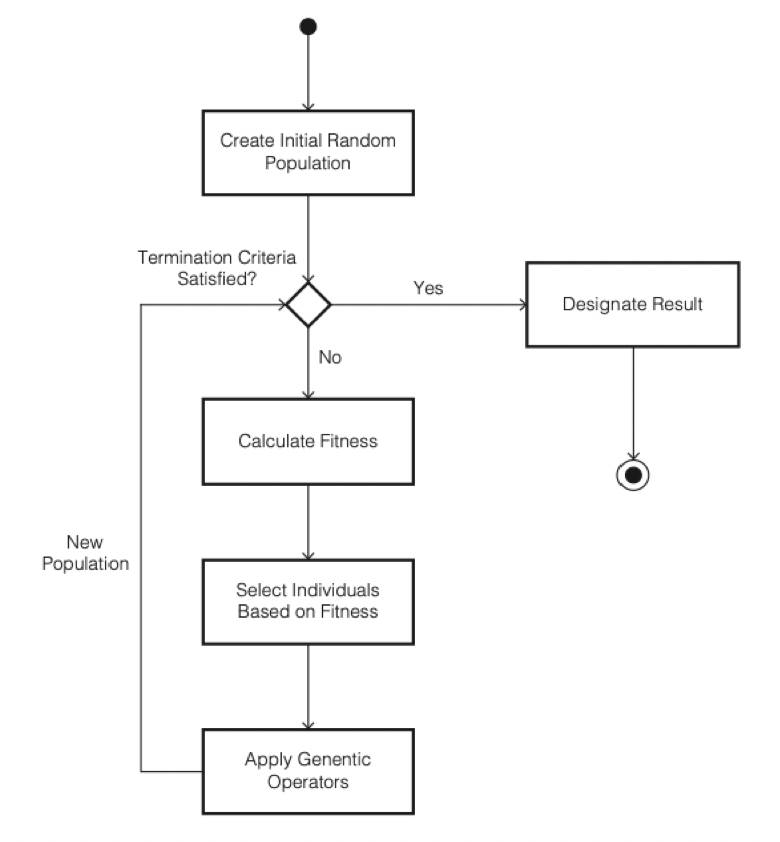 Create Initial Random
Population
Termination Criteria
Satisfied?
Yes
Designate Result
No
Calculate Fitness
New
Population
Select Individuals
Based on Fitness
Apply Genentic
Operators